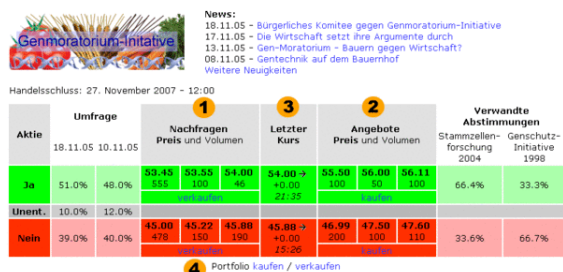 Genmoratorium-Initative
News:
18.11.05 - Bürgerliches Komitee gegen Genmoratorium-Initiative
17.11.05 - Die Wirtschaft setzt ihre Argumente durch
13.11.05 - Gen-Moratorium - Bauern gegen Wirtschaft?
08.11.05 - Gentechnik auf dem Bauernhof
Weitere Neuigkeiten
Handelsschluss: 27. November 2007 - 12:00
1 3 2
Aktie Umfrage Nachfragen Letzter Angebote Verwandte
Preis und Volumen Kurs Preis und Volumen Abstimmungen
18.11.05 10.11.05 Stammzellen- Genschutz-
forschung Initiative
2004 1998
Ja 51.0% 48.0% 53.45 53.55 54.00 54.00 → 55.50 56.00 56.11 66.4% 33.3%
555 100 46 +0.00 100 50 100
verkaufen 21:35 kaufen
Unent. 10.0% 12.0%
Nein 39.0% 40.0% 45.00 45.22 45.88 45.88 → 46.99 47.50 47.60 33.6% 66.7%
478 150 190 +0.00 200 100 110
verkaufen 15:26 kaufen
4 Portfolio kaufen / verkaufen